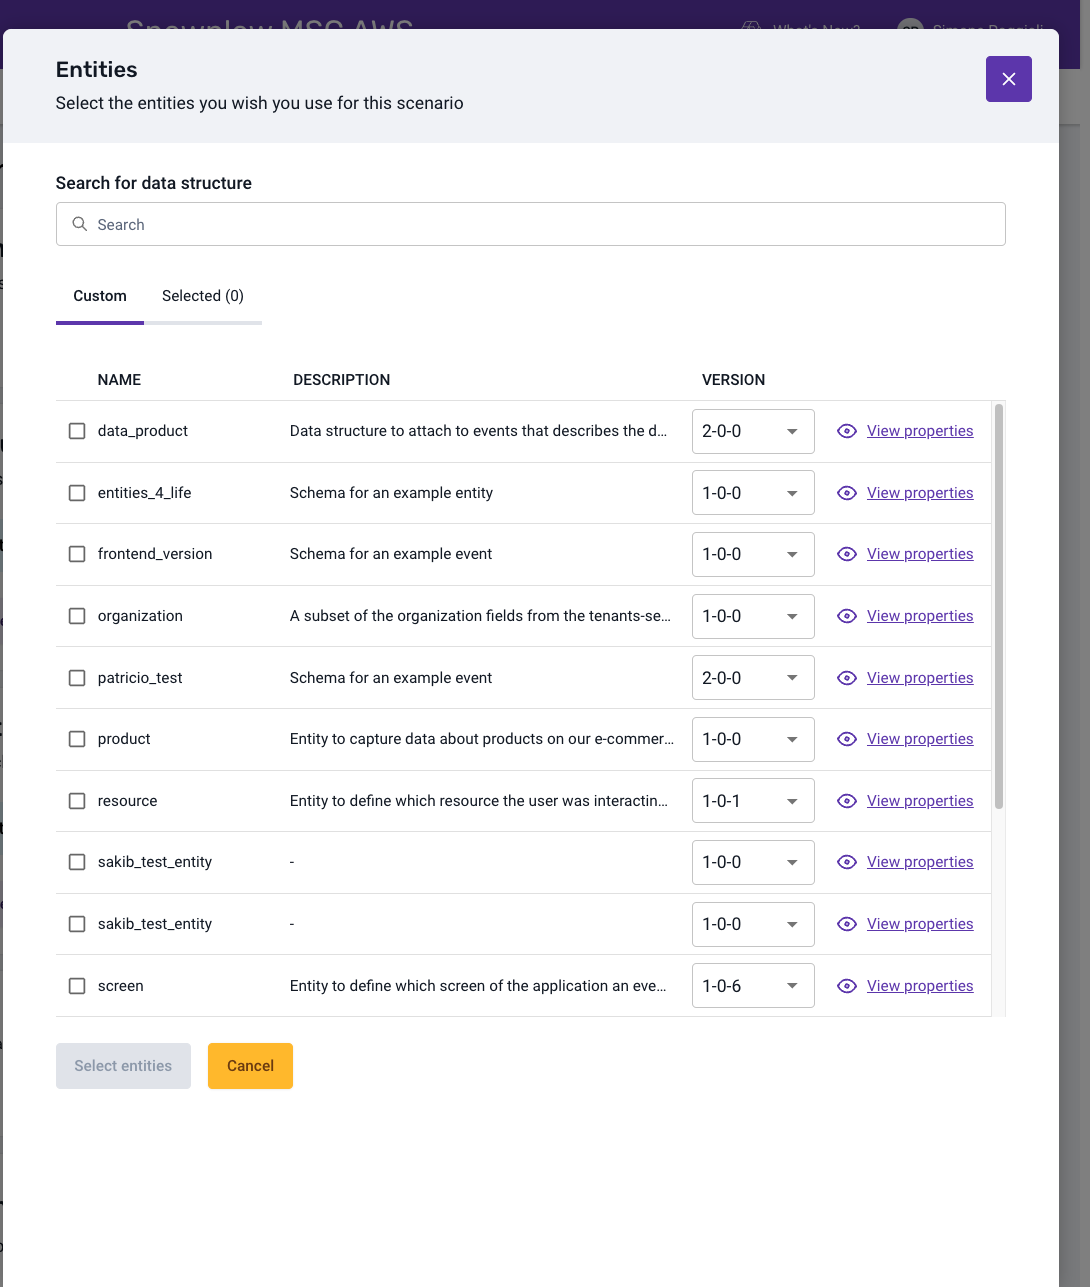 Snowplow MSC AWS
What's New?
Entities
Select the entities you wish you use for this scenario
Search for data structure
Search
Custom Selected (0)
NAME DESCRIPTION VERSION
data_product Data structure to attach to events that describes the d... 2-0-0 View properties
entities_4_life Schema for an example entity 1-0-0 View properties
frontend_version Schema for an example event 1-0-0 View properties
organization A subset of the organization fields from the tenants-se... 1-0-0 View properties
patricio_test Schema for an example event 2-0-0 View properties
product Entity to capture data about products on our e-commer... 1-0-0 View properties
resource Entity to define which resource the user was interactin... 1-0-1 View properties
sakib_test_entity - 1-0-0 View properties
sakib_test_entity - 1-0-0 View properties
screen Entity to define which screen of the application an eve... 1-0-6 View properties
Select entities Cancel